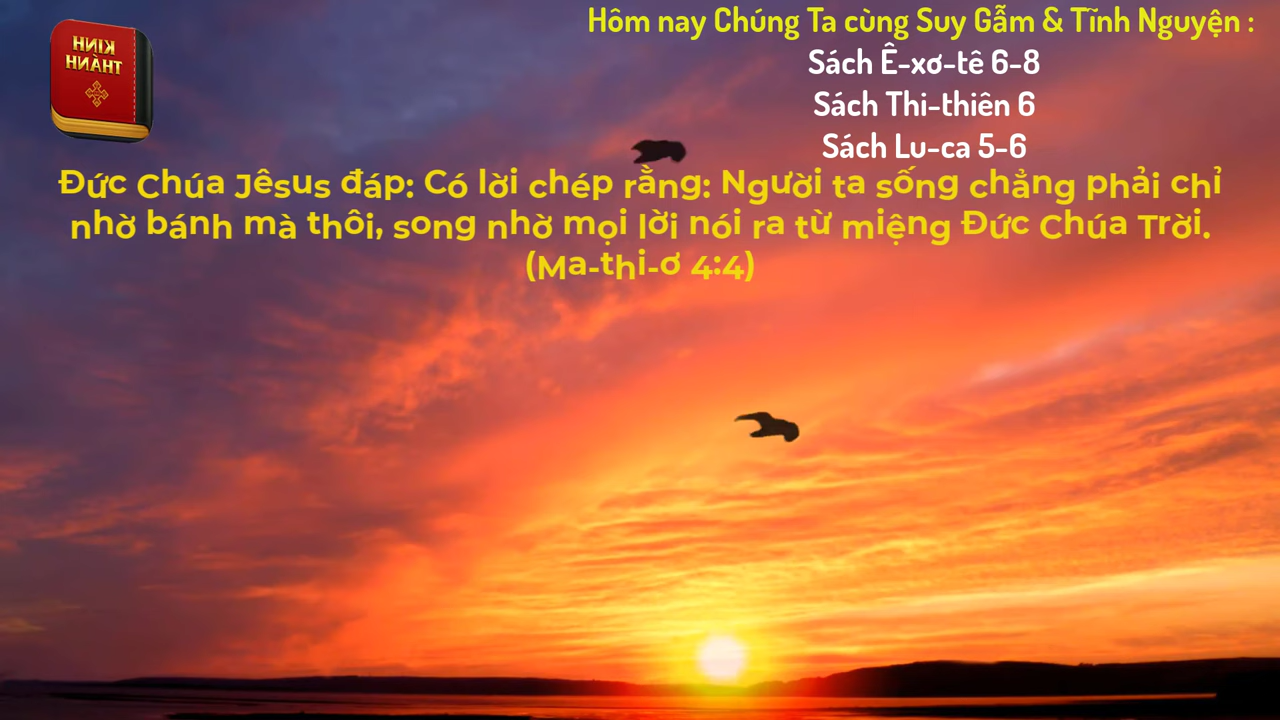 Hôm nay Chúng Ta cùng Suy Gẫm & Tĩnh Nguyện :
Sách Ê-xơ-tê 6-8
Sách Thi-thiên 6
Sách Lu-ca 5-6
KINH
THÁNH
Đức Chúa Jêsus đáp: Có lời chép rằng: Người ta sống chẳng phải chỉ
nhờ bánh mà thôi, song nhờ mọi lời nói ra từ miệng Đức Chúa Trời.
(Ma-thi-ơ 4:4)